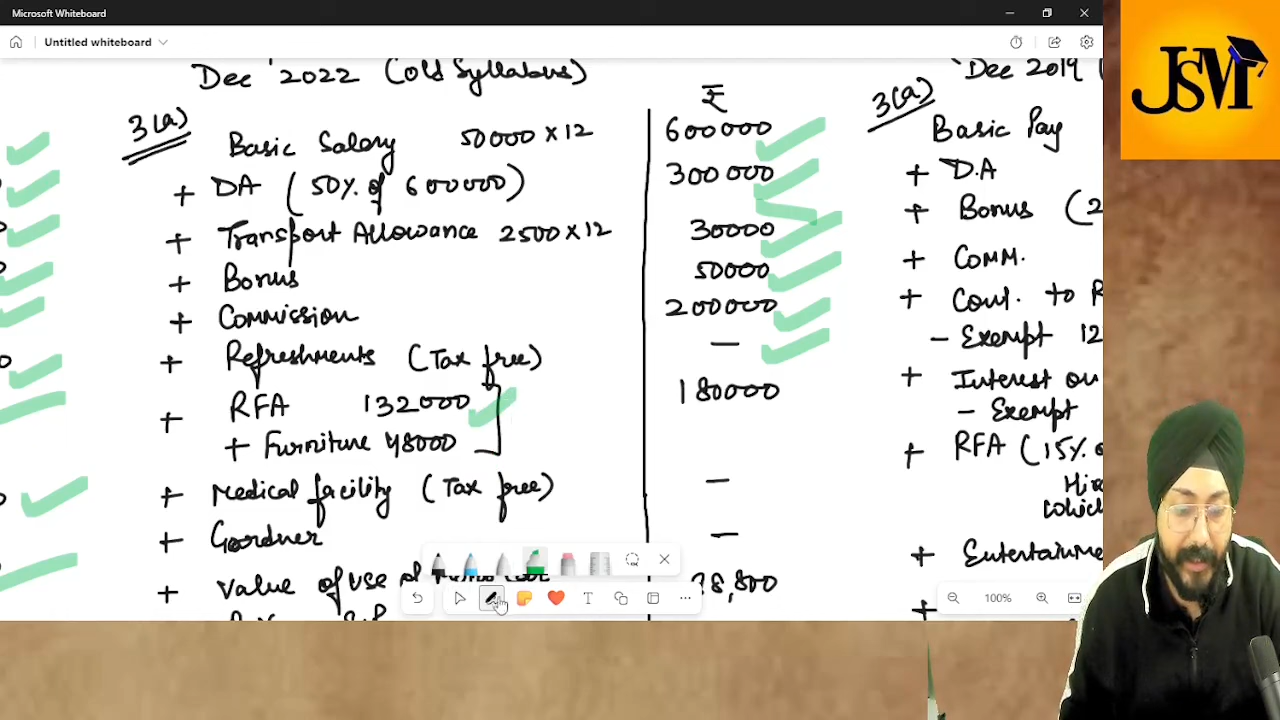 Microsoft Whiteboard
Untitled whiteboard
Dec '2022 (Old Syllabus)
3(a)
₹
Basic Salary 50000 × 12 600000
+ DA (50% of 600000) 300000
+ Transport Allowance 2500 × 12 30000
+ Bonus 50000
+ Commission 200000
+ Refreshments (Tax free) —
+ RFA 132000
+ Furniture 48000 180000
+ Medical facility (Tax free) —
+ Gardner —
+ Value of use of
Dec 2019 (
3(a)
Basic Pay
+ D.A
+ Bonus (2
+ Comm.
+ Cont. to R
- Exempt 12
+ Interest on
- Exempt
+ RFA (15% o
Hir
which
+ Entertainme
100%
JSM